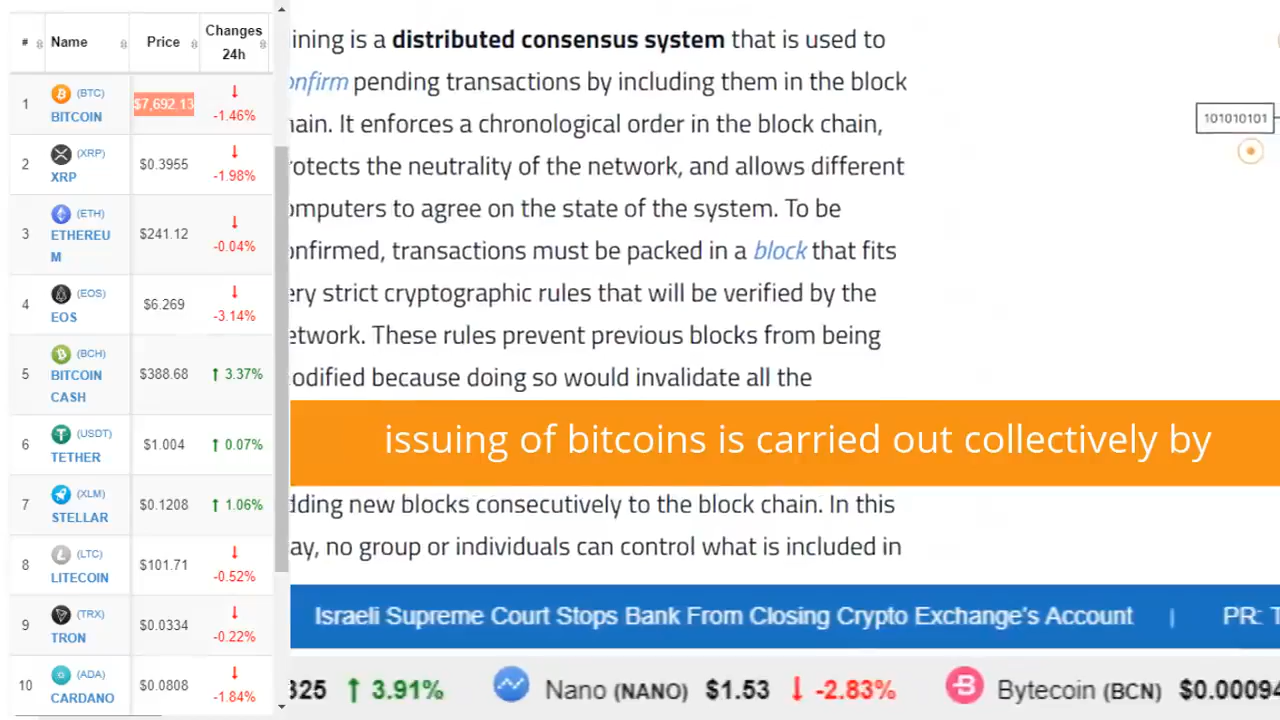 # Name Price Changes 24h
1 (BTC) BITCOIN $7,692.13 -1.46%
2 (XRP) XRP $0.3955 -1.98%
3 (ETH) ETHEREUM $241.12 -0.04%
4 (EOS) EOS $6.269 -3.14%
5 (BCH) BITCOIN CASH $388.68 3.37%
6 (USDT) TETHER $1.004 0.07%
7 (XLM) STELLAR $0.1208 1.06%
8 (LTC) LITECOIN $101.71 -0.52%
9 (TRX) TRON $0.0334 -0.22%
10 (ADA) CARDANO $0.0808 -1.84%
ining is a distributed consensus system that is used to
onfirm pending transactions by including them in the block
hain. It enforces a chronological order in the block chain,
rotects the neutrality of the network, and allows different
omputers to agree on the state of the system. To be
onfirmed, transactions must be packed in a block that fits
ery strict cryptographic rules that will be verified by the
etwork. These rules prevent previous blocks from being
odified because doing so would invalidate all the
issuing of bitcoins is carried out collectively by
dding new blocks consecutively to the block chain. In this
ay, no group or individuals can control what is included in
101010101
Israeli Supreme Court Stops Bank From Closing Crypto Exchange's Account | PR: T
325 3.91% Nano (NANO) $1.53 -2.83% Bytecoin (BCN) $0.00094